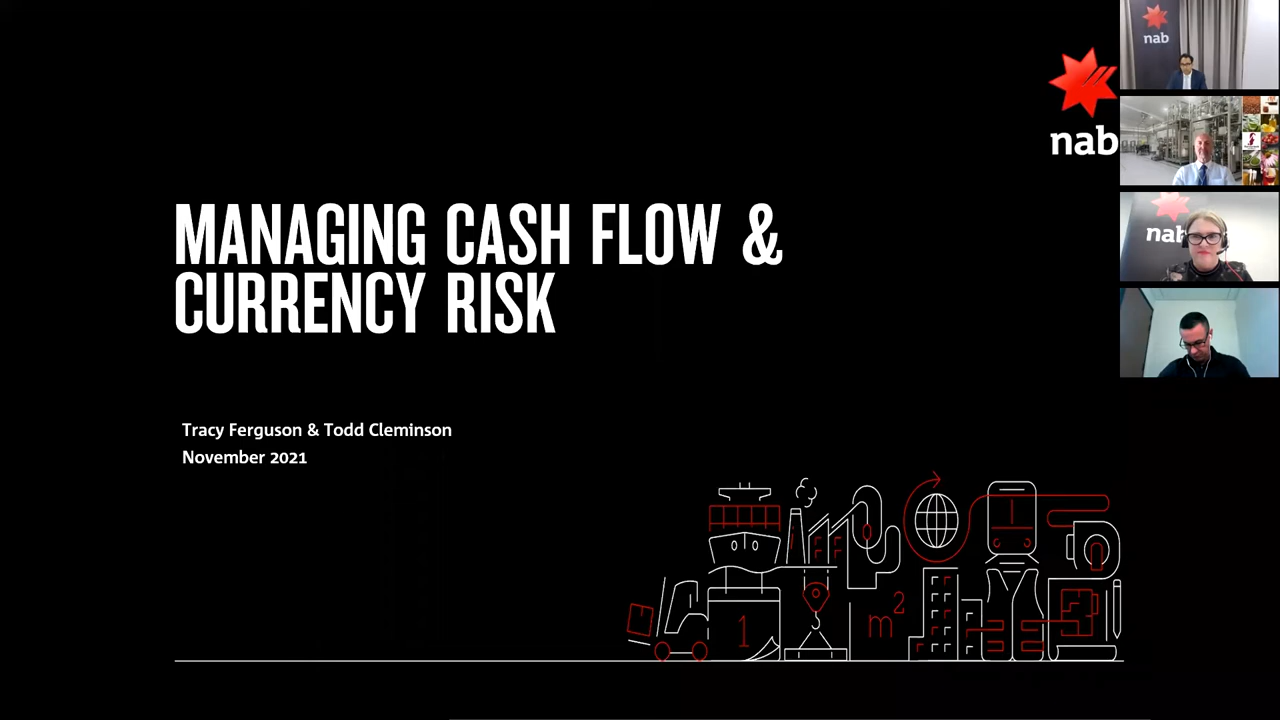 nab
nab
MANAGING CASH FLOW &
CURRENCY RISK
nab
Tracy Ferguson & Todd Cleminson
November 2021
1
m²